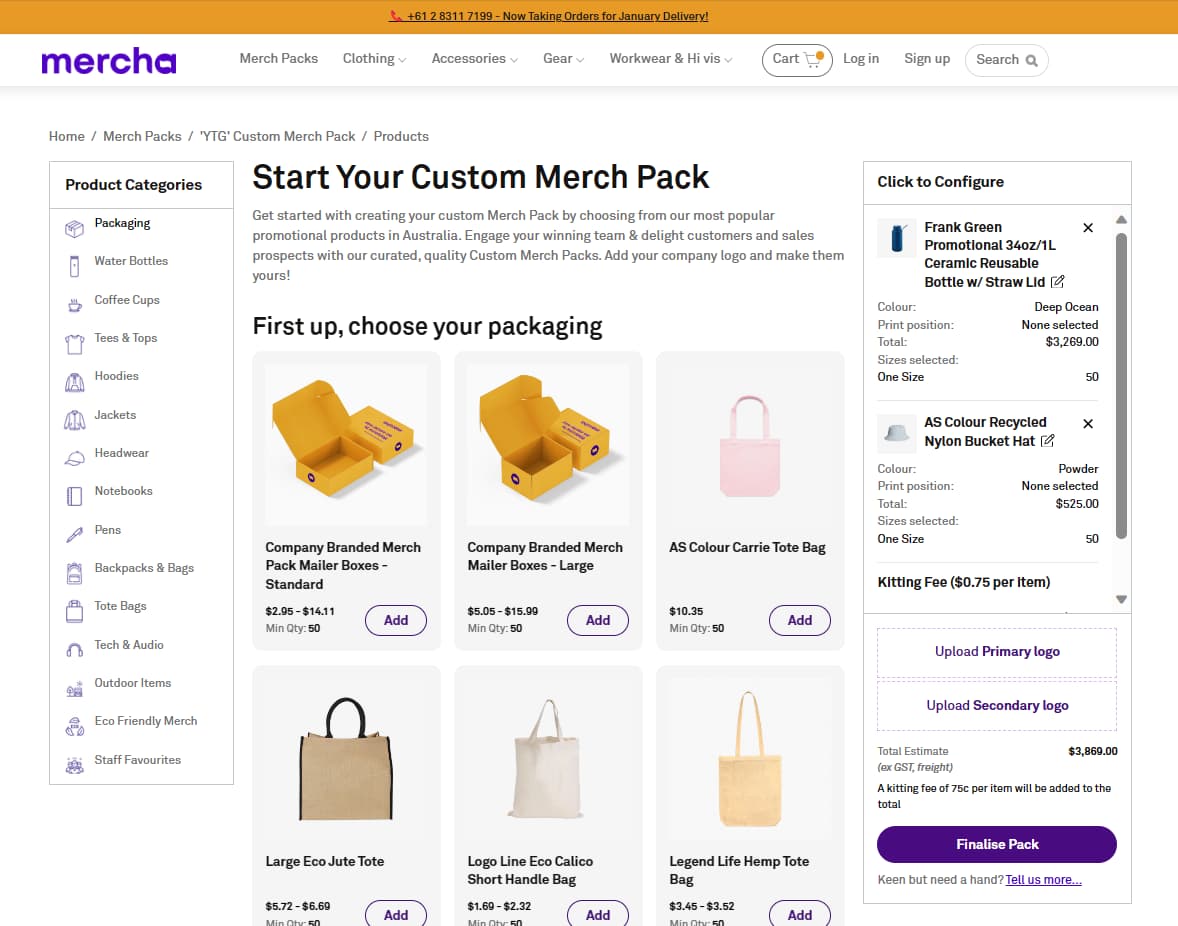 +61 2 8311 7199 - Now Taking Orders for January Delivery!
mercha
Merch Packs
Clothing
Accessories
Gear
Workwear & Hi vis
Cart
Log in
Sign up
Search
Home / Merch Packs / 'YTG' Custom Merch Pack / Products
Product Categories
Packaging
Water Bottles
Coffee Cups
Tees & Tops
Hoodies
Jackets
Headwear
Notebooks
Pens
Backpacks & Bags
Tote Bags
Tech & Audio
Outdoor Items
Eco Friendly Merch
Staff Favourites
Start Your Custom Merch Pack
Get started with creating your custom Merch Pack by choosing from our most popular
promotional products in Australia. Engage your winning team & delight customers and sales
prospects with our curated, quality Custom Merch Packs. Add your company logo and make them
yours!
First up, choose your packaging
Company Branded Merch
Pack Mailer Boxes -
Standard
$2.95 - $14.11
Min Qty: 50
Add
Company Branded Merch
Mailer Boxes - Large
$5.05 - $15.99
Min Qty: 50
Add
AS Colour Carrie Tote Bag
$10.35
Min Qty: 50
Add
Large Eco Jute Tote
$5.72 - $6.69
Min Qty: 50
Add
Logo Line Eco Calico
Short Handle Bag
$1.69 - $2.32
Min Qty: 50
Add
Legend Life Hemp Tote
Bag
$3.45 - $3.52
Min Qty: 50
Add
Click to Configure
Frank Green
Promotional 34oz/1L
Ceramic Reusable
Bottle w/ Straw Lid
Colour: Deep Ocean
Print position: None selected
Total: $3,269.00
Sizes selected:
One Size 50
AS Colour Recycled
Nylon Bucket Hat
Colour: Powder
Print position: None selected
Total: $525.00
Sizes selected:
One Size 50
Kitting Fee ($0.75 per item)
Upload Primary logo
Upload Secondary logo
Total Estimate $3,869.00
(ex GST, freight)
A kitting fee of 75c per item will be added to the
total
Finalise Pack
Keen but need a hand? Tell us more...